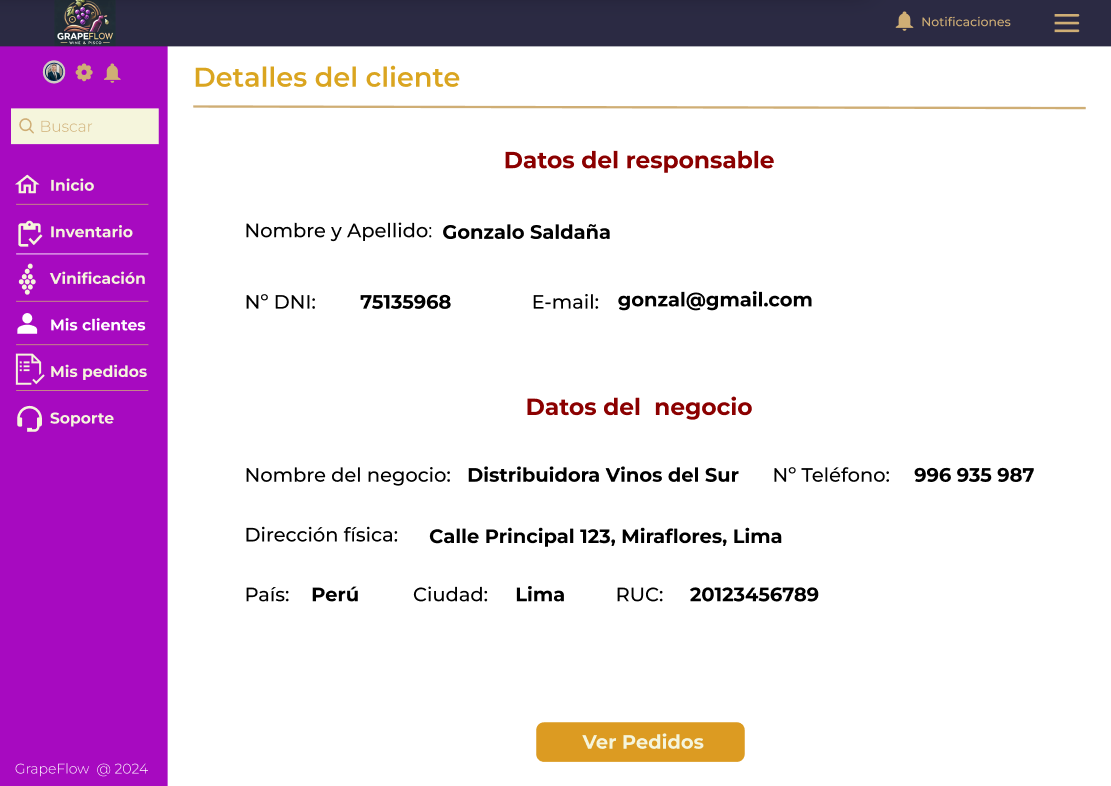 GRAPEFLOW
WINE & PISCO
Notificaciones
Buscar
Inicio
Inventario
Vinificación
Mis clientes
Mis pedidos
Soporte
GrapeFlow @ 2024
Detalles del cliente
Datos del responsable
Nombre y Apellido: Gonzalo Saldaña
Nº DNI: 75135968 E-mail: gonzal@gmail.com
Datos del negocio
Nombre del negocio: Distribuidora Vinos del Sur Nº Teléfono: 996 935 987
Dirección física: Calle Principal 123, Miraflores, Lima
País: Perú Ciudad: Lima RUC: 20123456789
Ver Pedidos